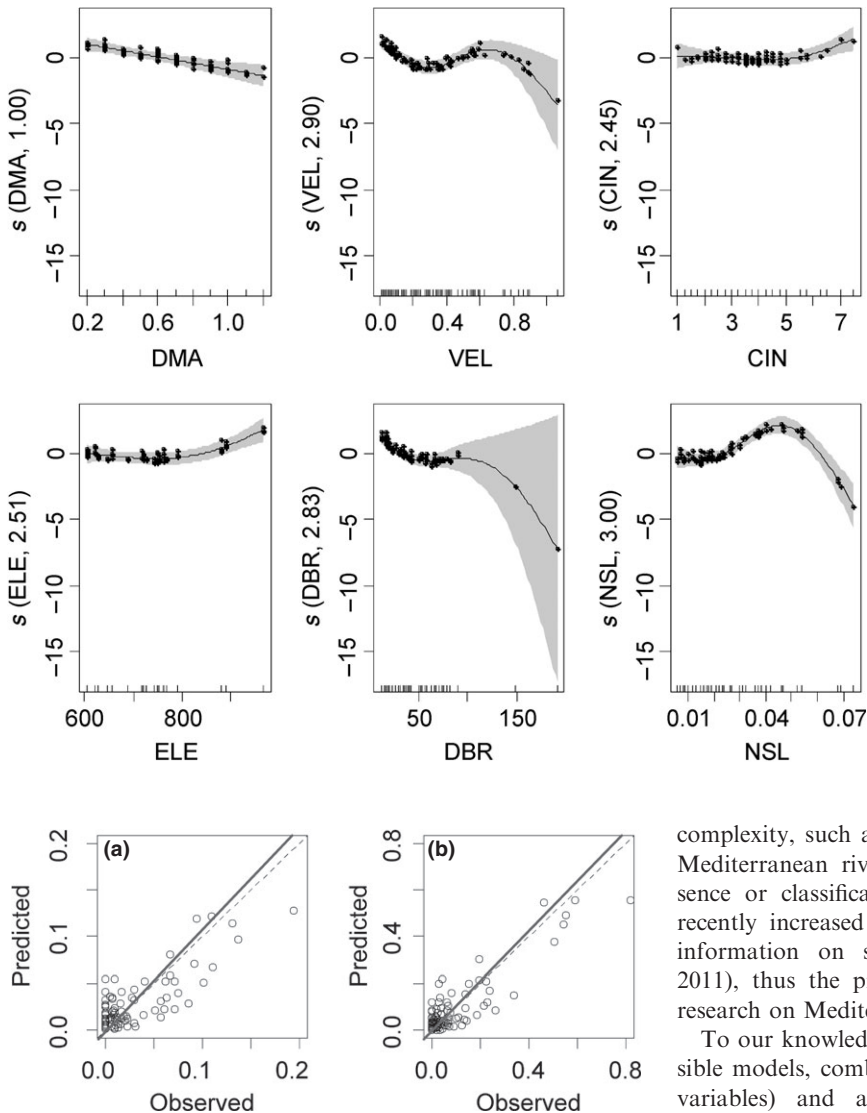 s (DMA, 1.00)
0
−5
−10
−15
0.2 0.6 1.0
DMA
s (VEL, 2.90)
0
−5
−10
−15
0.0 0.4 0.8
VEL
s (CIN, 2.45)
0
−5
−10
−15
1 3 5 7
CIN
s (ELE, 2.51)
0
−5
−10
−15
600 800
ELE
s (DBR, 2.83)
0
−5
−10
−15
50 150
DBR
s (NSL, 3.00)
0
−5
−10
−15
0.01 0.04 0.07
NSL
(a)
Predicted
0.2
0.1
0.0
0.0 0.1 0.2
Observed
(b)
Predicted
0.8
0.4
0.0
0.0 0.4 0.8
Observed
complexity, such a
Mediterranean riv
sence or classifica
recently increased
information on s
2011), thus the p
research on Medite
To our knowled
sible models, comb
variables) and a